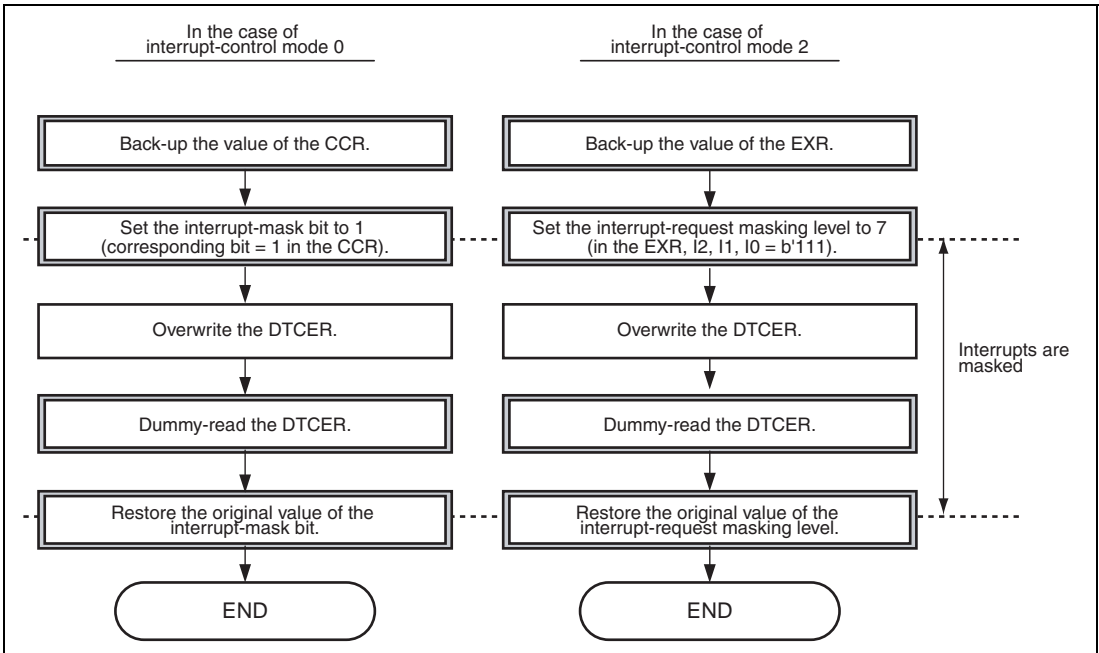 In the case of
interrupt-control mode 0
Back-up the value of the CCR.
Set the interrupt-mask bit to 1
(corresponding bit = 1 in the CCR).
Overwrite the DTCER.
Dummy-read the DTCER.
Restore the original value of the
interrupt-mask bit.
END
In the case of
interrupt-control mode 2
Back-up the value of the EXR.
Set the interrupt-request masking level to 7
(in the EXR, I2, I1, I0 = b'111).
Overwrite the DTCER.
Dummy-read the DTCER.
Restore the original value of the
interrupt-request masking level.
END
Interrupts are
masked